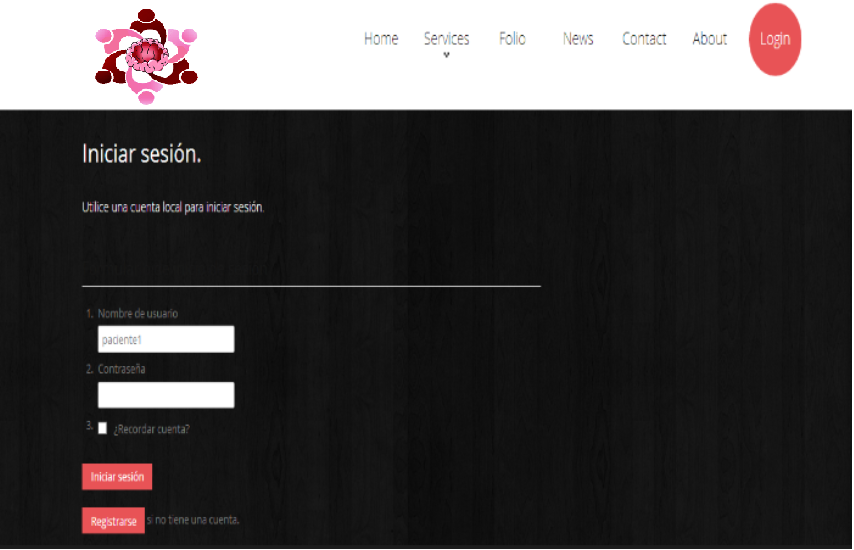 Home Services Folio News Contact About Login
Iniciar sesión.
Utilice una cuenta local para iniciar sesión.
1. Nombre de usuario
paciente1
2. Contraseña
3. ¿Recordar cuenta?
Iniciar sesión
Registrarse si no tiene una cuenta.